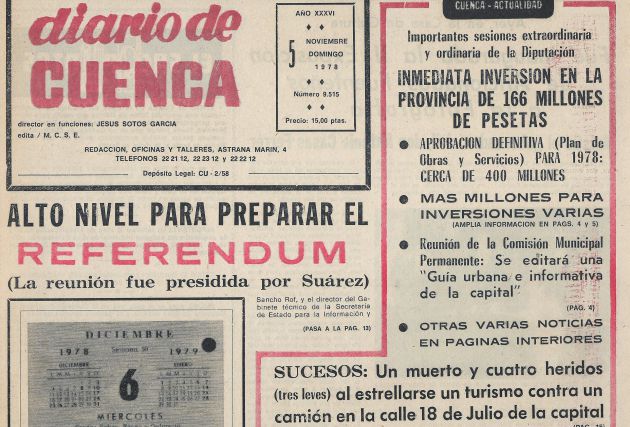 diario de
CUENCA
AÑO XXXVI
5
NOVIEMBRE
DOMINGO
1978
Número 9.515
Precio: 15,00 ptas.
director en funciones: JESUS SOTOS GARCIA
edita / M. C. S. E.
REDACCION, OFICINAS Y TALLERES, ASTRANA MARIN, 4
TELEFONOS 22 21 12, 22 23 12 y 22 22 12
Depósito Legal: CU - 2/58
ALTO NIVEL PARA PREPARAR EL
REFERENDUM
(La reunión fue presidida por Suárez)
Sancho Rof, y el director del Ga-
binete técnico de la Secretaría
de Estado para la Información y
(PASA A LA PAG. 13)
DICIEMBRE
1978 Semana 50 1979
DICIEMBRE ENERO
6
MIERCOLES
CUENCA - ACTUALIDAD
Importantes sesiones extraordinaria
y ordinaria de la Diputación
INMEDIATA INVERSION EN LA
PROVINCIA DE 166 MILLONES
DE PESETAS
● APROBACION DEFINITIVA (Plan de
Obras y Servicios) PARA 1978:
CERCA DE 400 MILLONES
● MAS MILLONES PARA
INVERSIONES VARIAS
(AMPLIA INFORMACION EN PAGS. 4 y 5)
● Reunión de la Comisión Municipal
Permanente: Se editará una
"Guía urbana e informativa
de la capital"
(PAG. 4)
● OTRAS VARIAS NOTICIAS
EN PAGINAS INTERIORES
SUCESOS: Un muerto y cuatro heridos
(tres leves) al estrellarse un turismo contra un
camión en la calle 18 de Julio de la capital